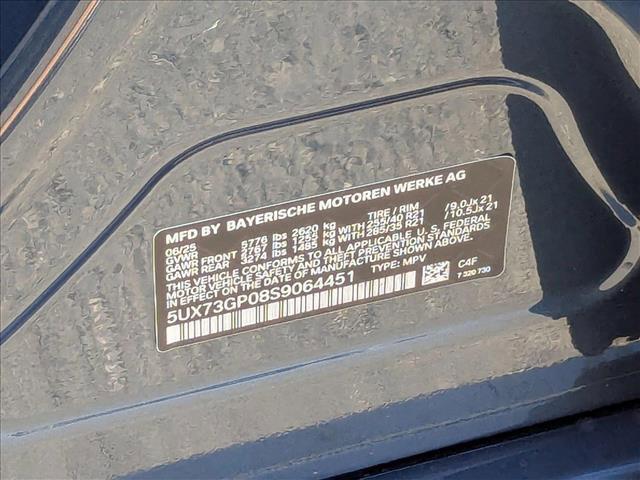 MFD BY BAYERISCHE MOTOREN WERKE AG
06/25 TIRE / RIM
GVWR 5776 lbs 2620 kg
GAWR FRONT 2767 lbs 1255 kg WITH 255/40 R21 /9.0Jx21
GAWR REAR 3274 lbs 1485 kg WITH 285/35 R21 /10.5Jx21
THIS VEHICLE CONFORMS TO ALL APPLICABLE U. S. FEDERAL
MOTOR VEHICLE SAFETY AND THEFT PREVENTION STANDARDS
IN EFFECT ON THE DATE OF MANUFACTURE SHOWN ABOVE.
5UX73GP08S9064451 TYPE: MPV
C4F
7 320 730